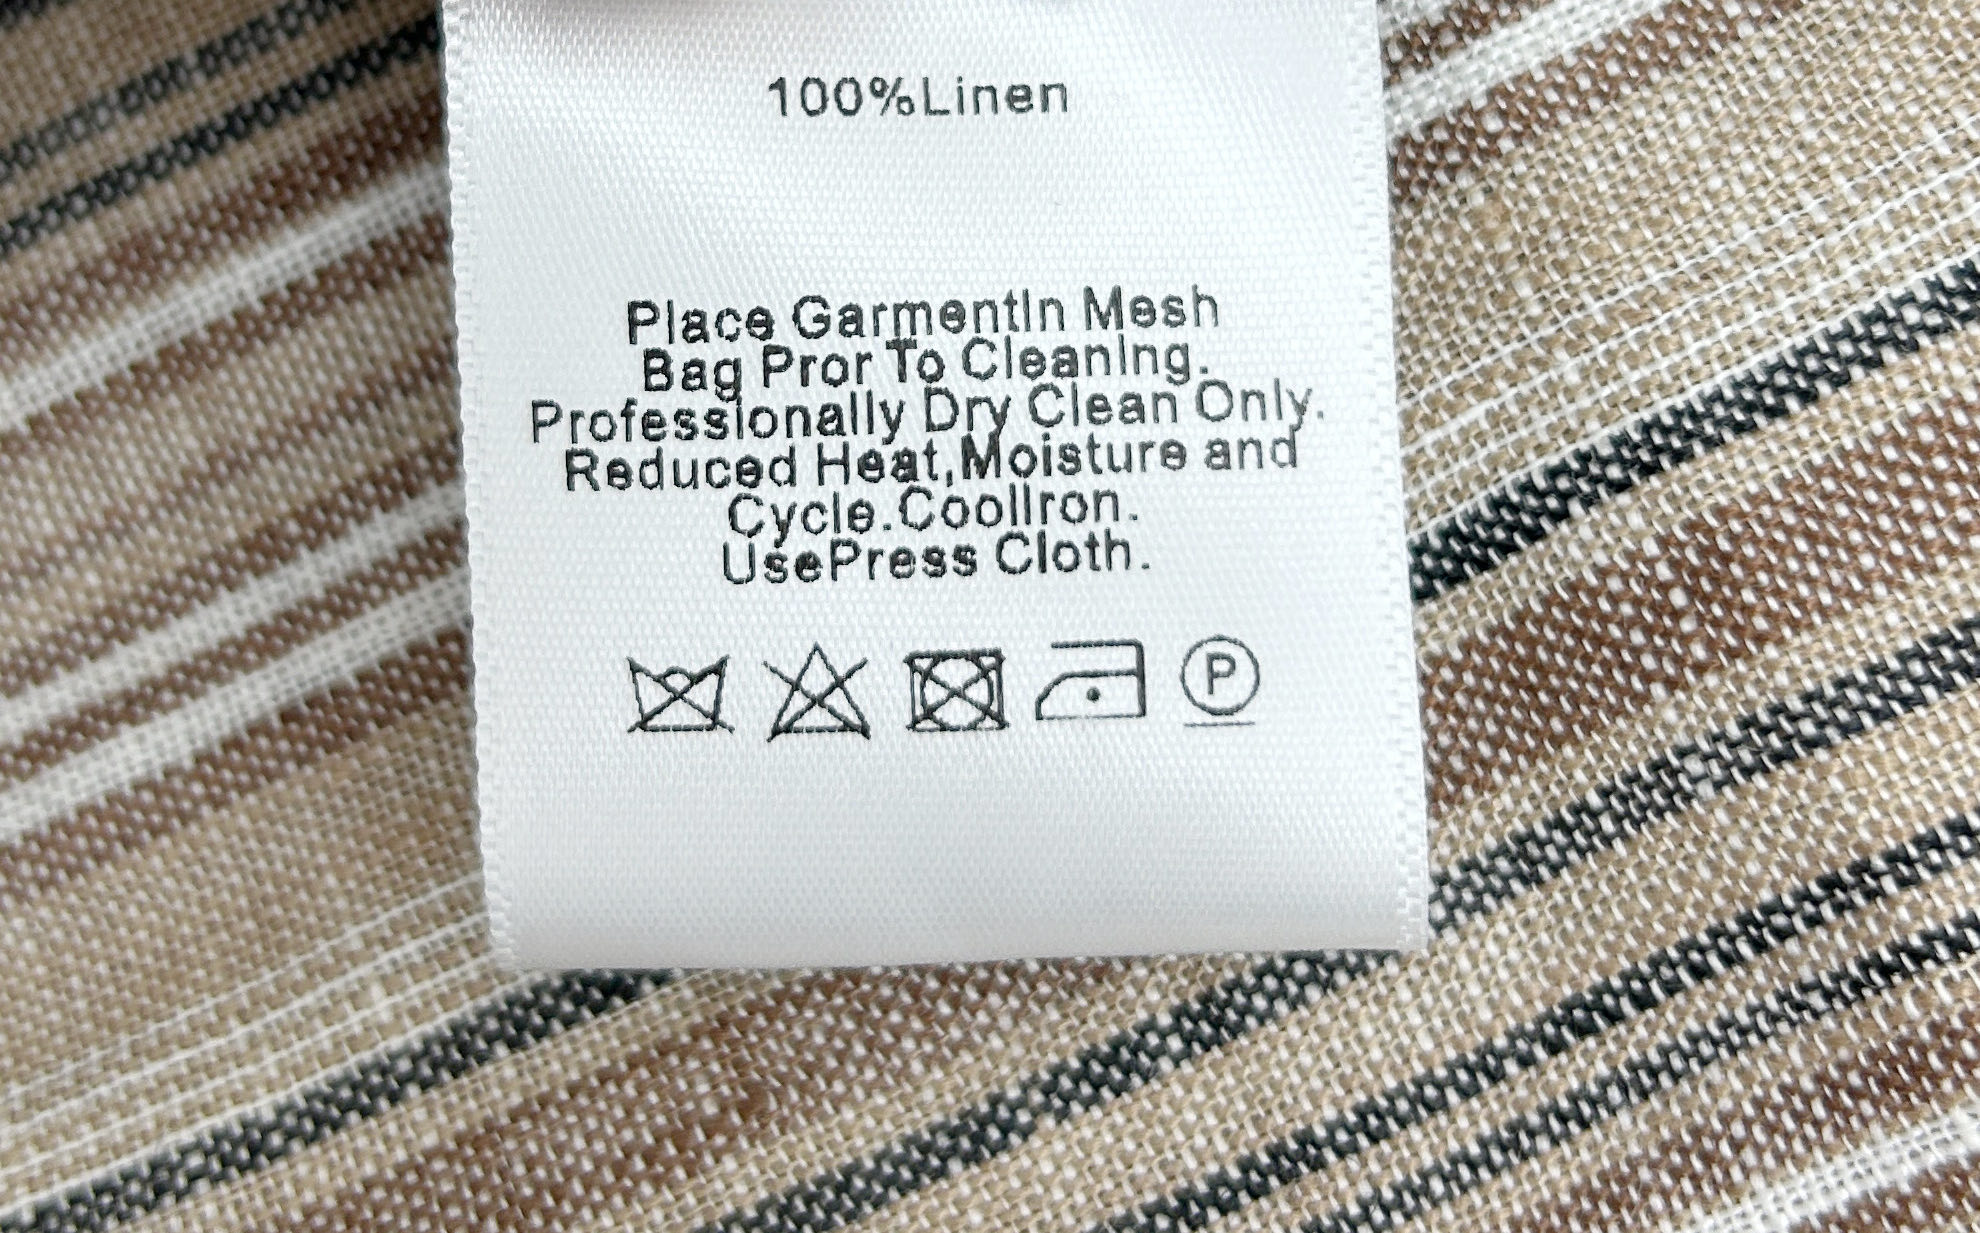 100%Linen
Place GarmentIn Mesh
Bag Pror To CleanIng.
Professionally Dry Clean Only.
Reduced Heat,Moisture and
Cycle.CoolIron.
UsePress Cloth.
P